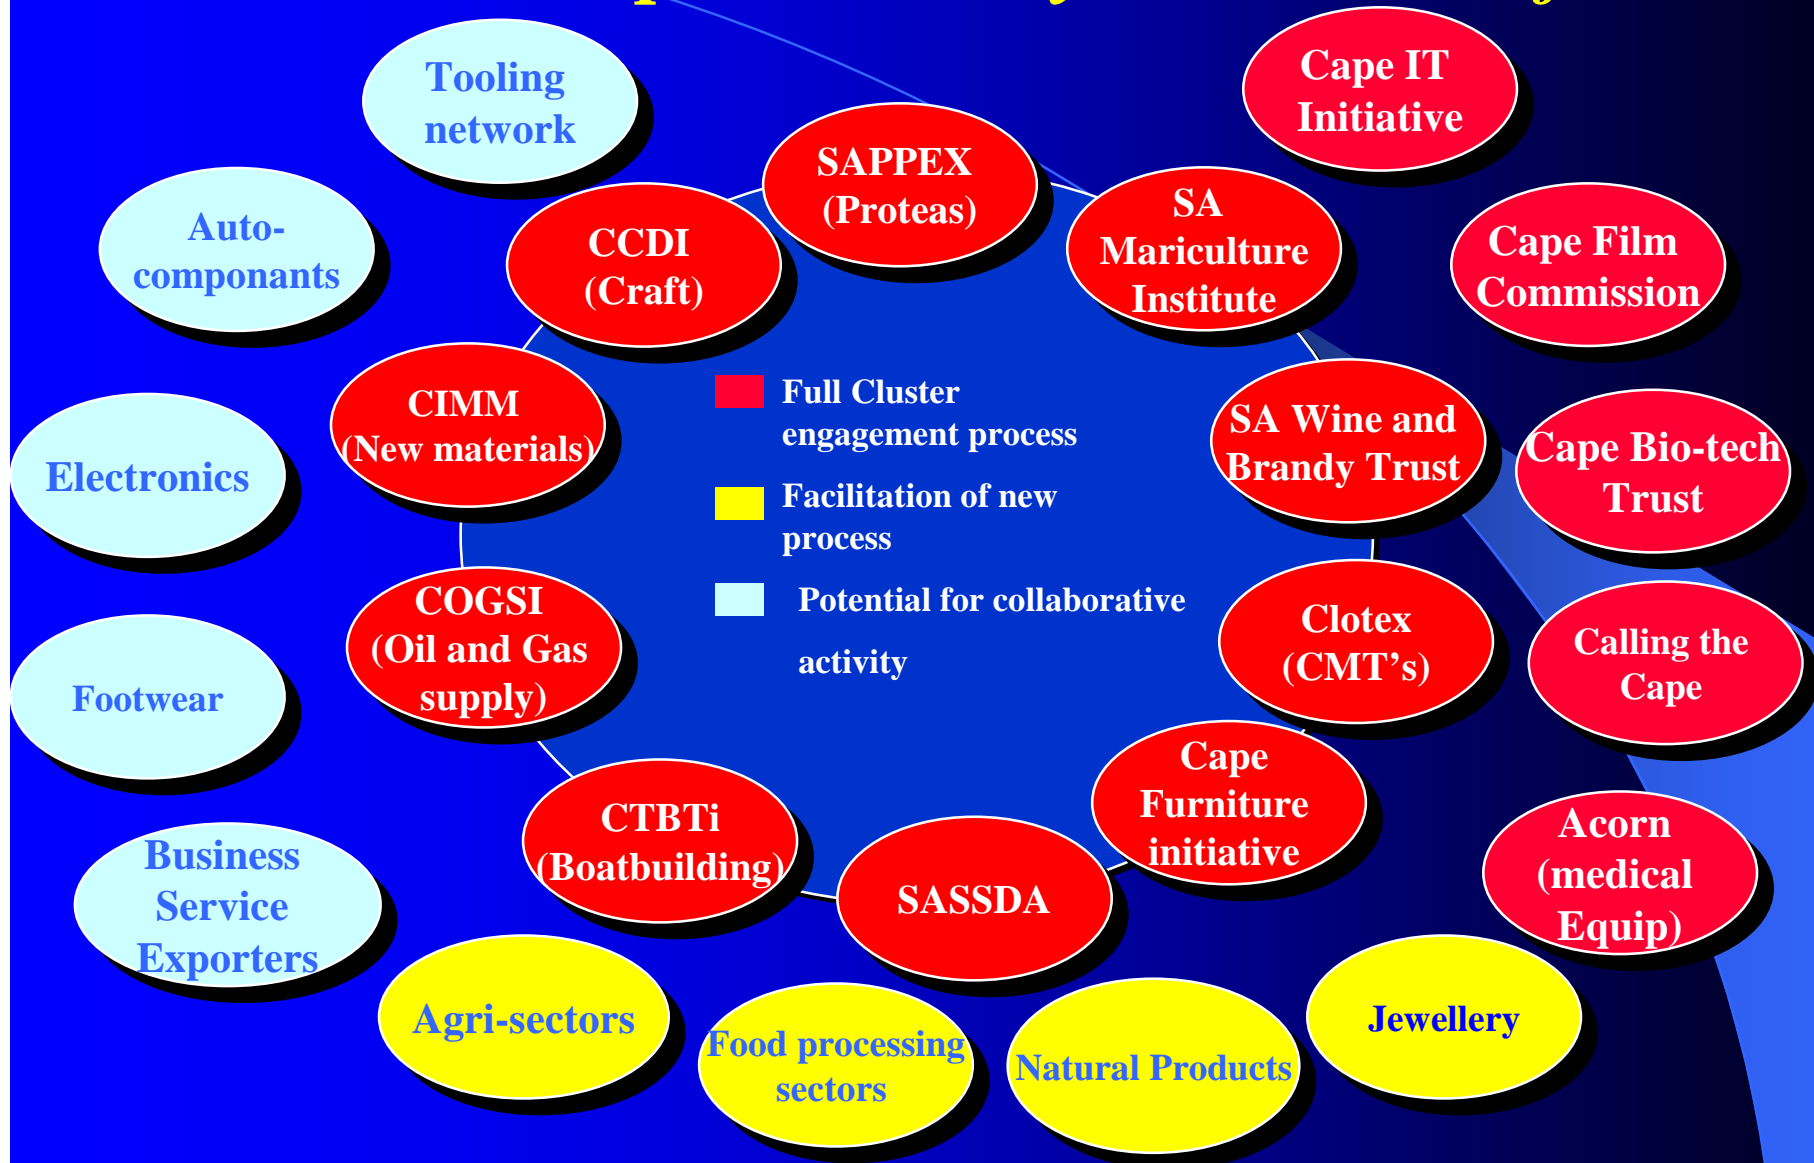 Tooling
network
Cape IT
Initiative
SAPPEX
(Proteas)
SA
Mariculture
Institute
Auto-
componants
CCDI
(Craft)
Cape Film
Commission
CIMM
(New materials)
Full Cluster
engagement process
SA Wine and
Brandy Trust
Cape Bio-tech
Trust
Electronics
Facilitation of new
process
COGSI
(Oil and Gas
supply)
Potential for collaborative
activity
Clotex
(CMT’s)
Calling the
Cape
Footwear
Cape
Furniture
initiative
CTBTi
(Boatbuilding)
Acorn
(medical
Equip)
Business
Service
Exporters
SASSDA
Agri-sectors
Food processing
sectors
Natural Products
Jewellery